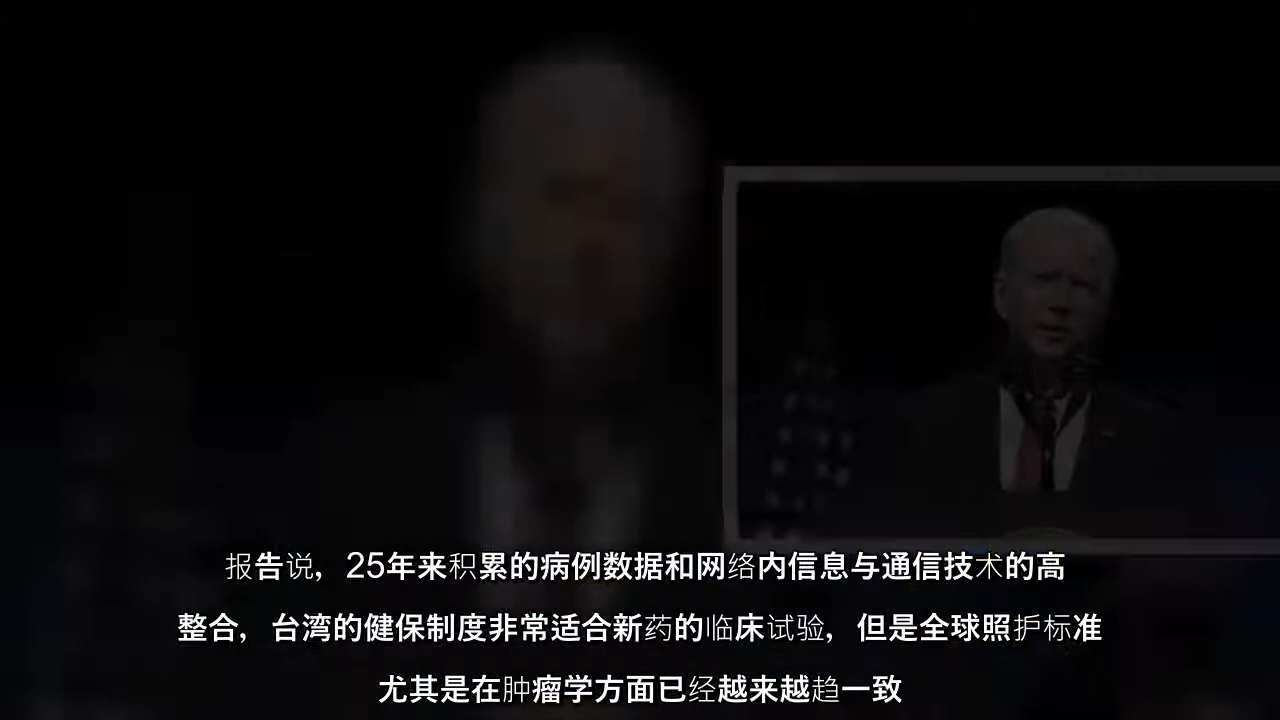 报告说，25年来积累的病例数据和网络内信息与通信技术的高
整合，台湾的健保制度非常适合新药的临床试验，但是全球照护标准
尤其是在肿瘤学方面已经越来越趋一致